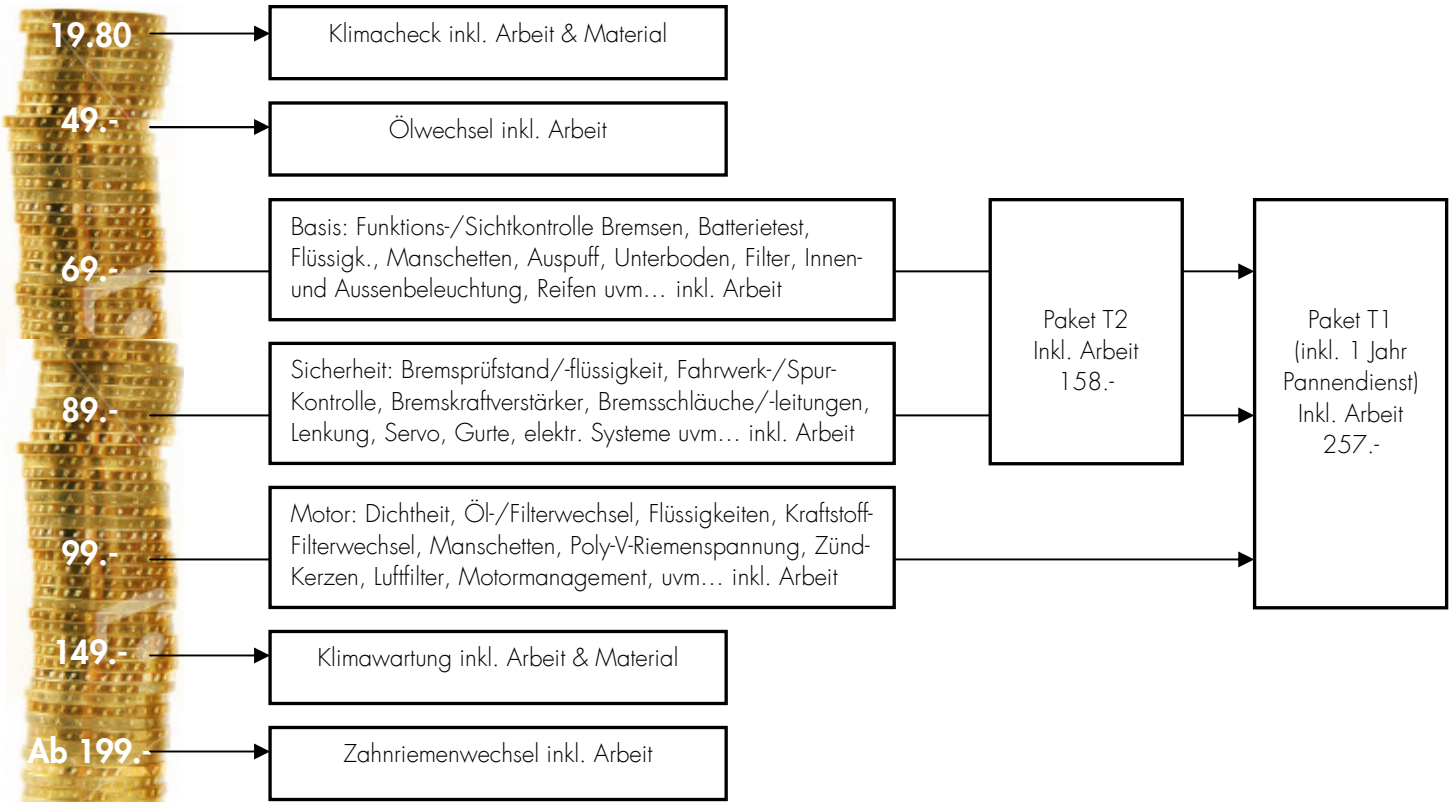 19.80
Klimacheck inkl. Arbeit & Material
49.-
Ölwechsel inkl. Arbeit
69.-
Basis: Funktions-/Sichtkontrolle Bremsen, Batterietest,
Flüssigk., Manschetten, Auspuff, Unterboden, Filter, Innen-
und Aussenbeleuchtung, Reifen uvm... inkl. Arbeit
89.-
Sicherheit: Bremsprüfstand/-flüssigkeit, Fahrwerk-/Spur-
Kontrolle, Bremskraftverstärker, Bremsschläuche/-leitungen,
Lenkung, Servo, Gurte, elektr. Systeme uvm... inkl. Arbeit
Paket T2
Inkl. Arbeit
158.-
Paket T1
(inkl. 1 Jahr
Pannendienst)
Inkl. Arbeit
257.-
99.-
Motor: Dichtheit, Öl-/Filterwechsel, Flüssigkeiten, Kraftstoff-
Filterwechsel, Manschetten, Poly-V-Riemenspannung, Zünd-
Kerzen, Luftfilter, Motormanagement, uvm... inkl. Arbeit
149.-
Klimawartung inkl. Arbeit & Material
Ab 199.-
Zahnriemenwechsel inkl. Arbeit